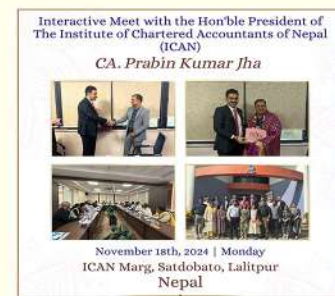 Interactive Meet with the Hon'ble President of
The Institute of Chartered Accountants of Nepal
(ICAN)
CA. Prabin Kumar Jha
November 18th, 2024 | Monday
ICAN Marg, Satdobato, Lalitpur
Nepal